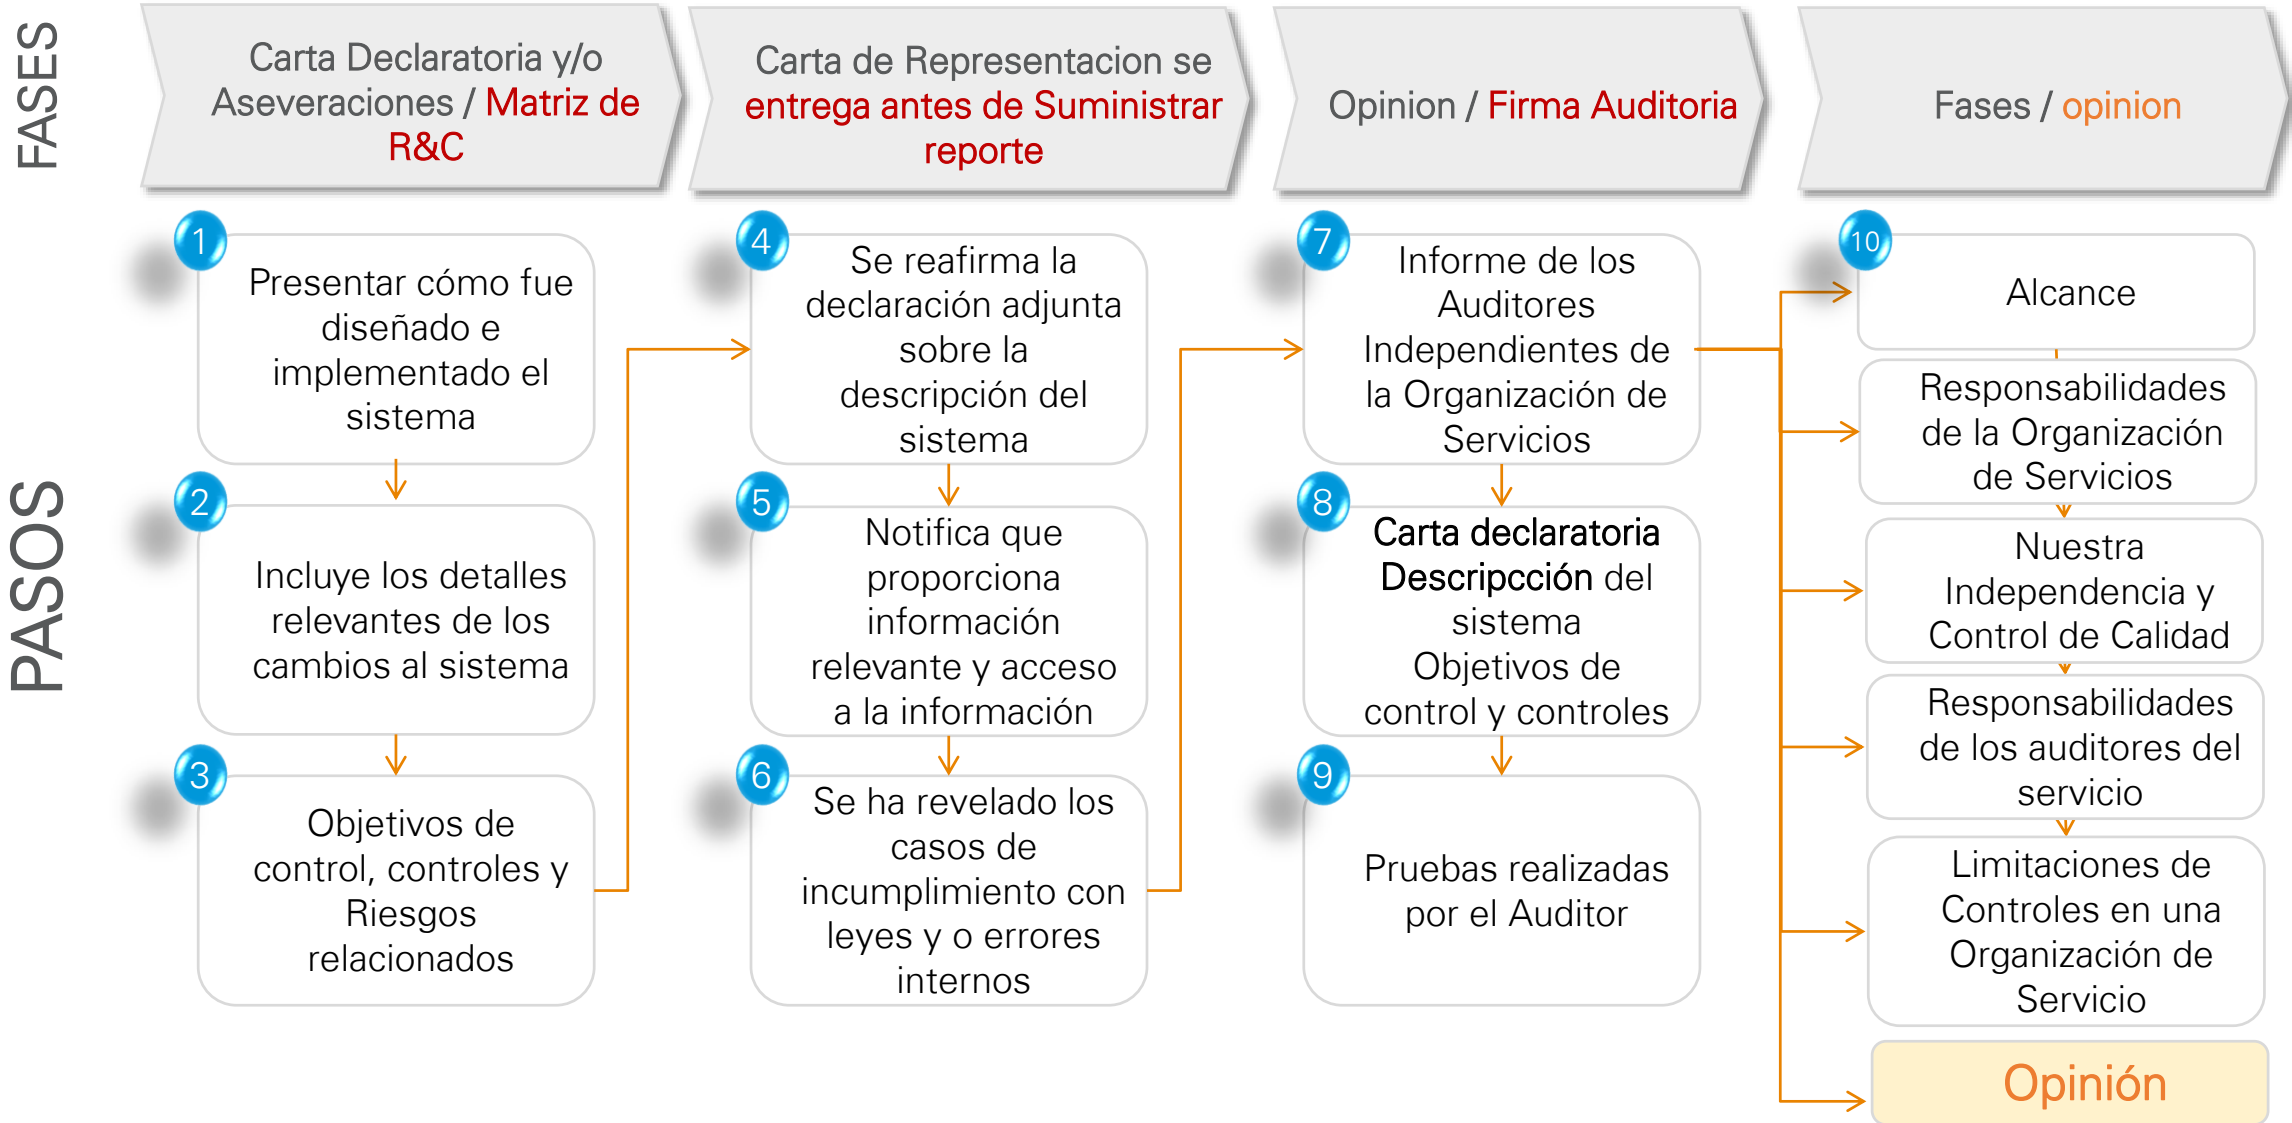 FASES
Carta Declaratoria y/o
Aseveraciones / Matriz de
R&C
Carta de Representacion se
entrega antes de Suministrar
reporte
Opinion / Firma Auditoria
Fases / opinion
PASOS
1
Presentar cómo fue
diseñado e
implementado el
sistema
2
Incluye los detalles
relevantes de los
cambios al sistema
3
Objetivos de
control, controles y
Riesgos
relacionados
4
Se reafirma la
declaración adjunta
sobre la
descripción del
sistema
5
Notifica que
proporciona
información
relevante y acceso
a la información
6
Se ha revelado los
casos de
incumplimiento con
leyes y o errores
internos
7
Informe de los
Auditores
Independientes de
la Organización de
Servicios
8
Carta declaratoria
Descripcción del
sistema
Objetivos de
control y controles
9
Pruebas realizadas
por el Auditor
10
Alcance
Responsabilidades
de la Organización
de Servicios
Nuestra
Independencia y
Control de Calidad
Responsabilidades
de los auditores del
servicio
Limitaciones de
Controles en una
Organización de
Servicio
Opinión